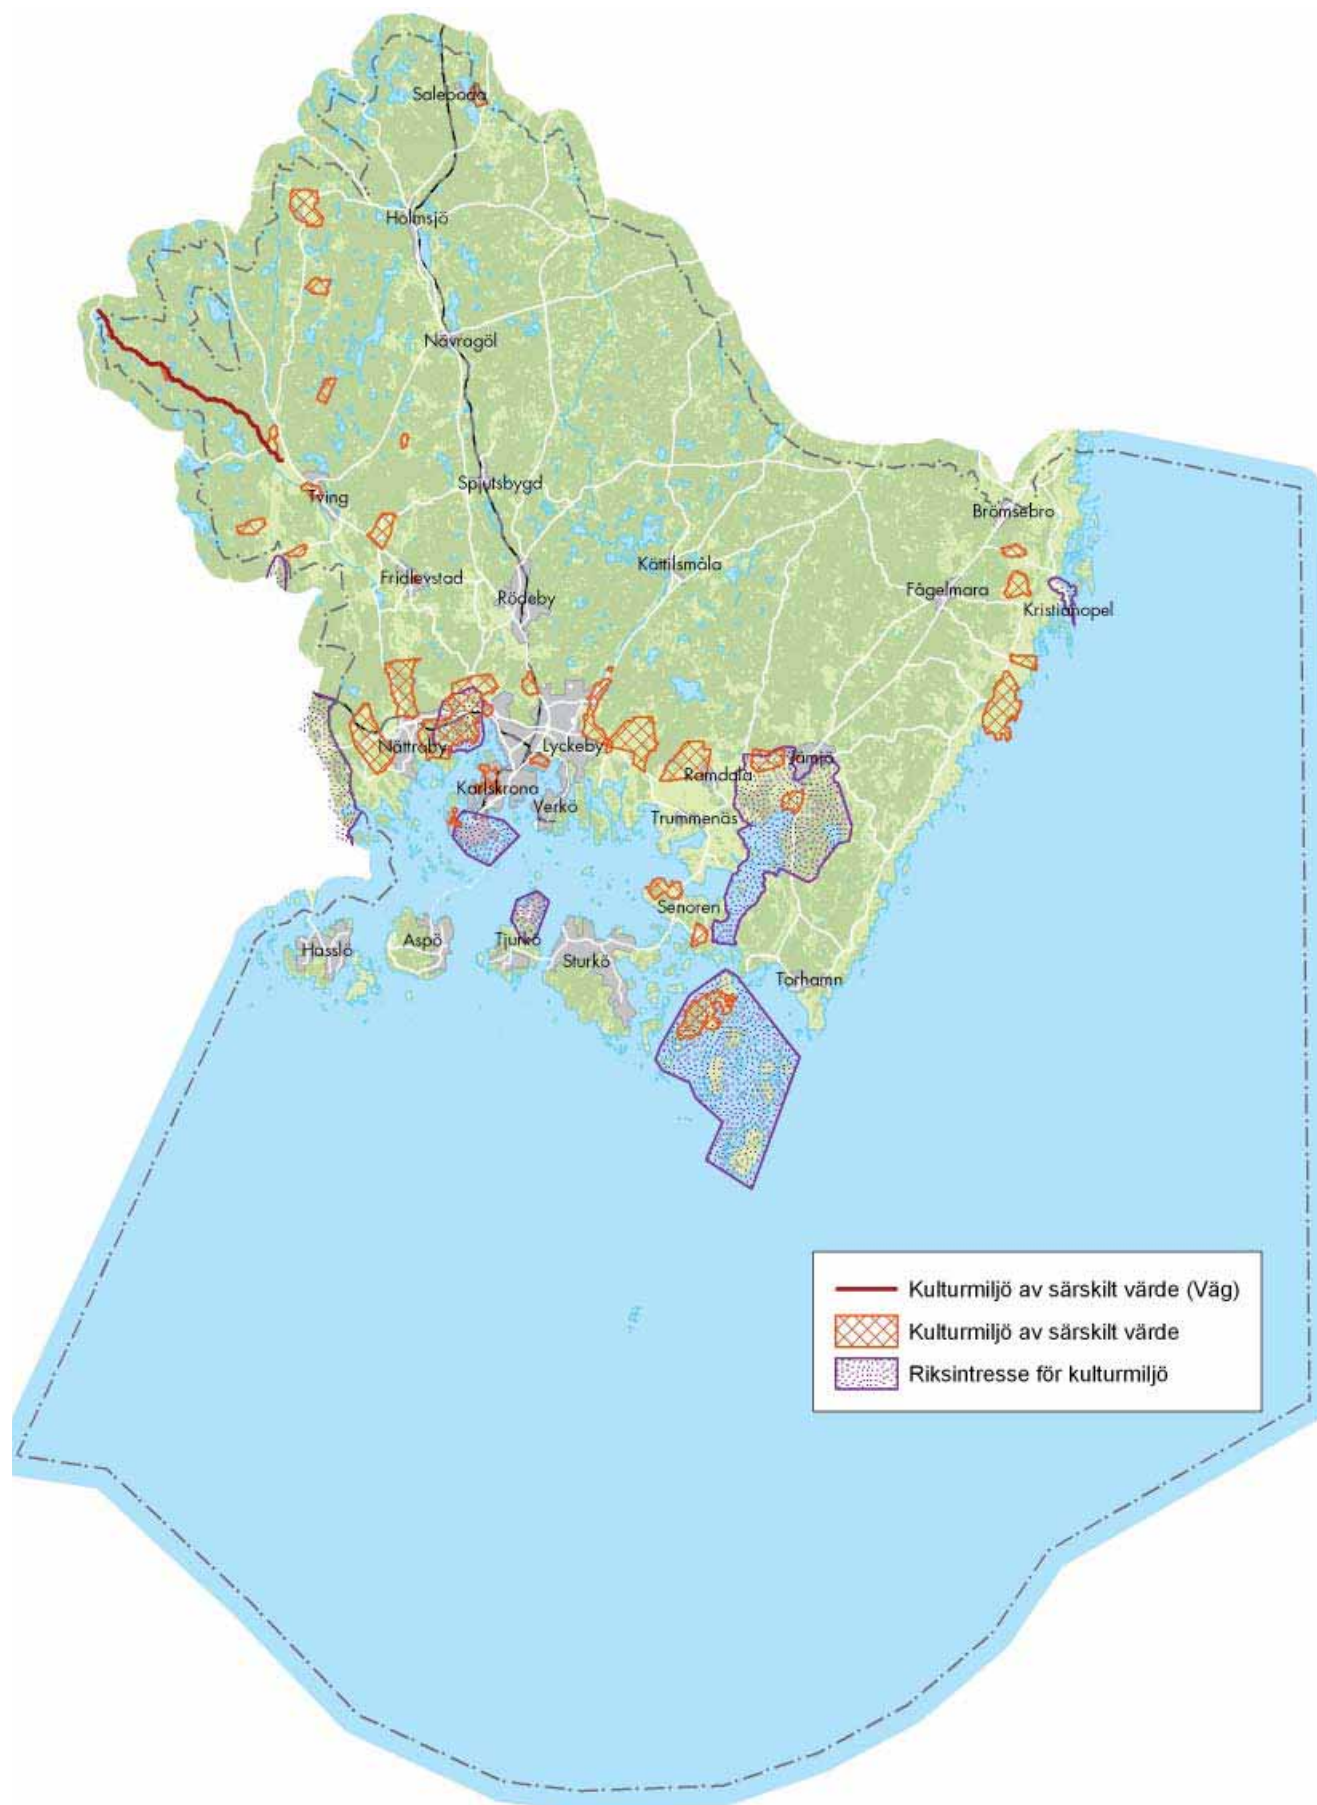 Saleboda
Holmsjö
Nävragöl
Spjutsbygd
Tving
Brömsebro
Kättilsmåla
Fridlevstad
Fågelmara
Rödeby
Kristianopel
Nättraby
Lyckeby
Jämjö
Ramdala
Karlskrona
Verkö
Trummenäs
Senoren
Hasslö
Aspö
Tjurkö
Sturkö
Torhamn
Kulturmiljö av särskilt värde (Väg)
Kulturmiljö av särskilt värde
Riksintresse för kulturmiljö